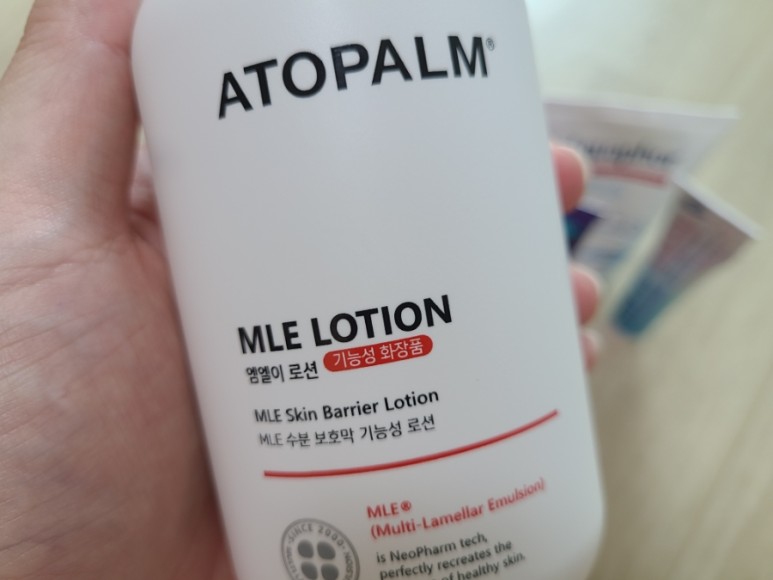 ATOPALM®
MLE LOTION
엠엘이 로션 기능성 화장품
MLE Skin Barrier Lotion
MLE 수분 보호막 기능성 로션
MLE®
(Multi-Lamellar Emulsion)
SINCE 2000
is NeoPharm tech,
perfectly recreates the
of healthy skin.